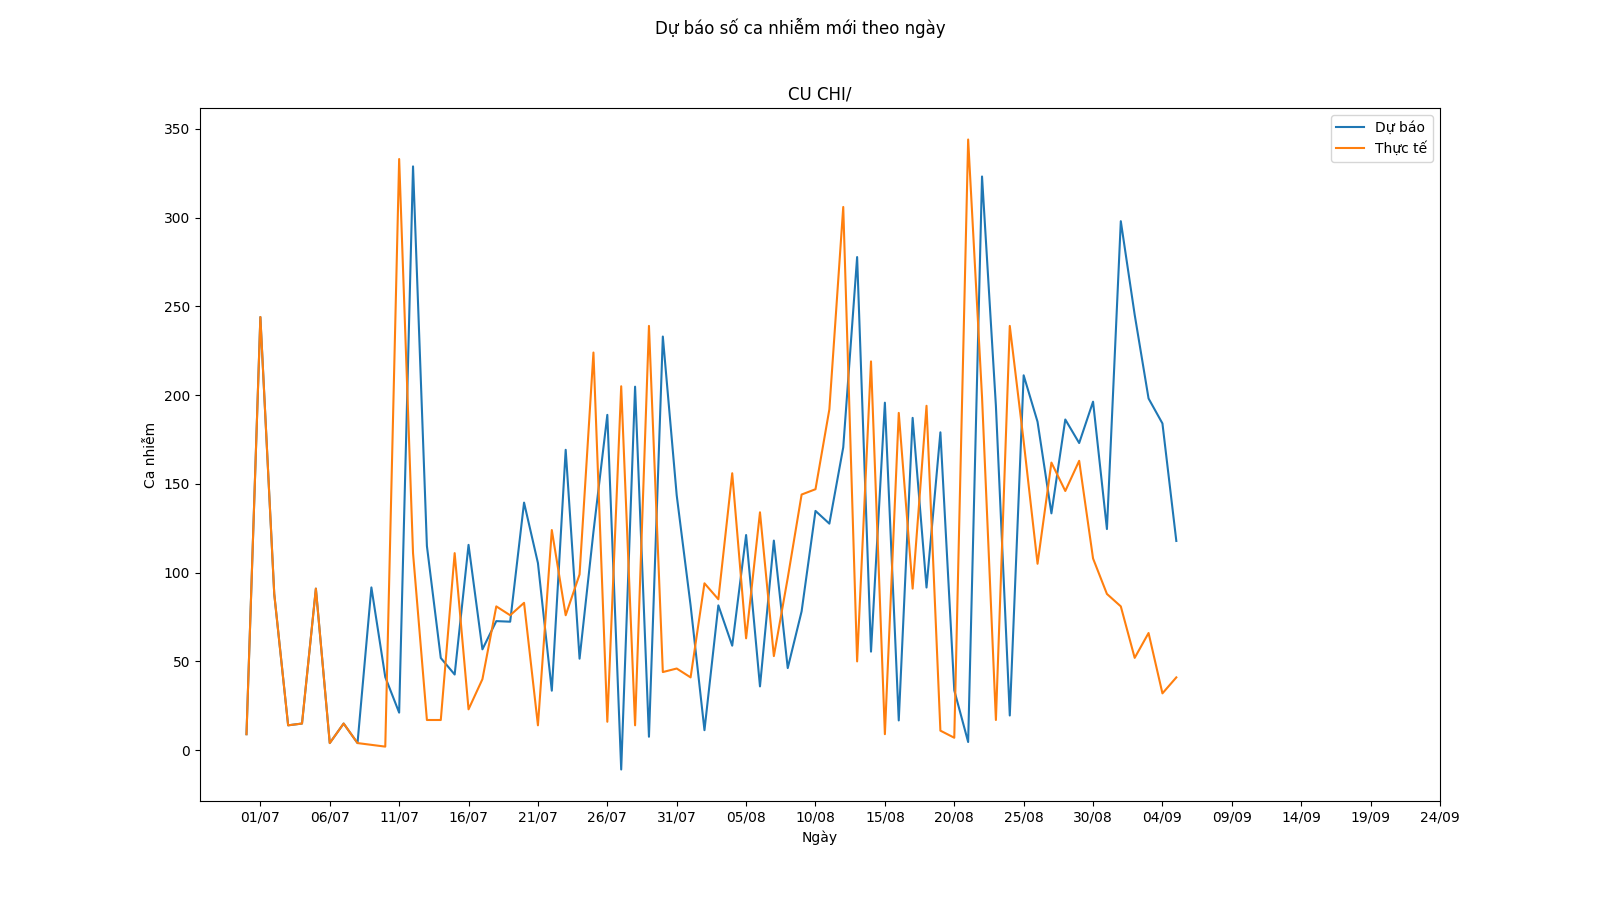 Dự báo số ca nhiễm mới theo ngày
CU CHI/
Dự báo
Thực tế
350
300
250
200
150
100
50
0
Ca nhiễm
01/07 06/07 11/07 16/07 21/07 26/07 31/07 05/08 10/08 15/08 20/08 25/08 30/08 04/09 09/09 14/09 19/09 24/09
Ngày